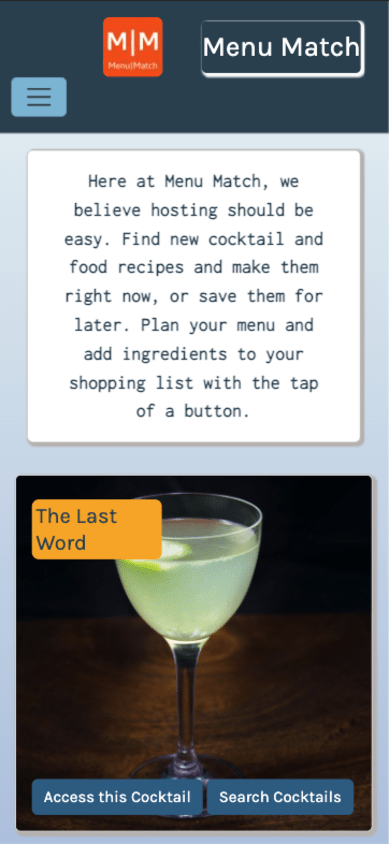 M|M
Menu|Match
Menu Match
Here at Menu Match, we
believe hosting should be
easy. Find new cocktail and
food recipes and make them
right now, or save them for
later. Plan your menu and
add ingredients to your
shopping list with the tap
of a button.
The Last
Word
Access this Cocktail
Search Cocktails